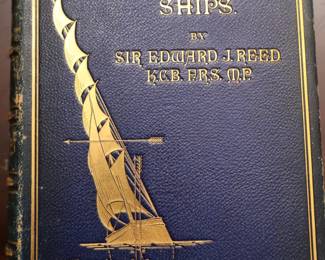 SHIPS.
BY
SIR EDWARD J. REED
K.C.B. F.R.S. M.P.